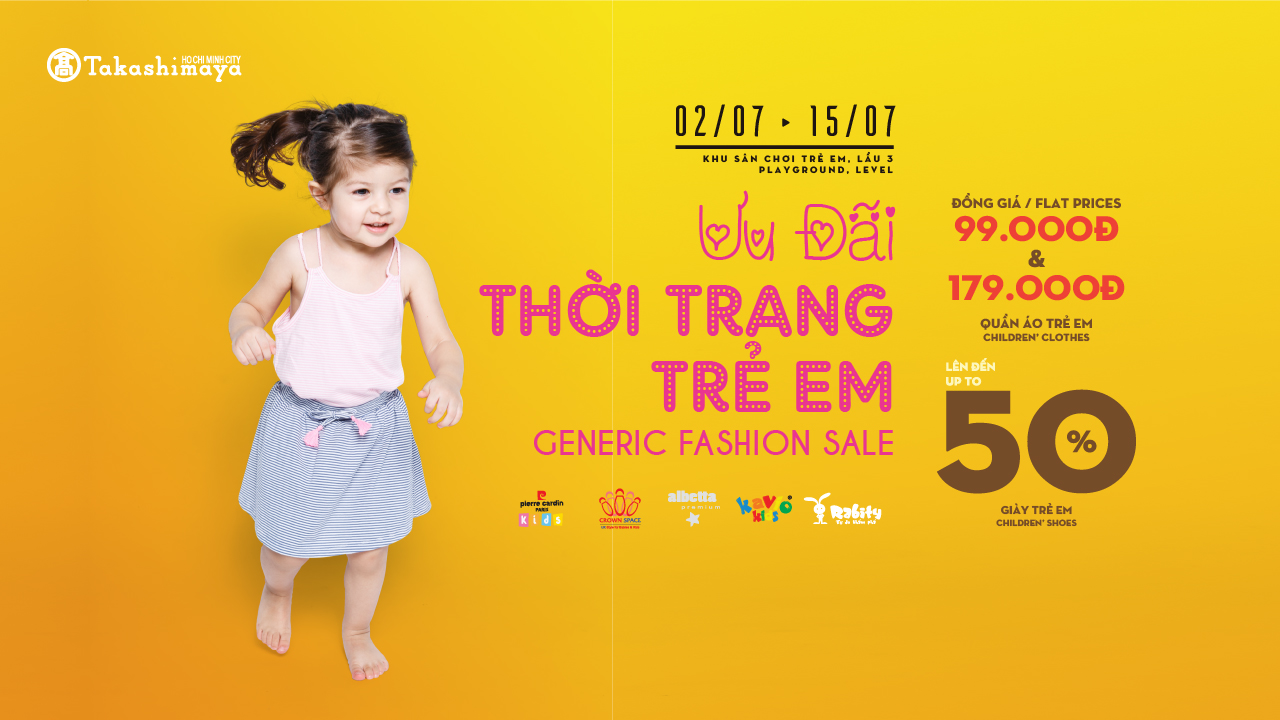 HO CHI MINH CITY
Takashimaya
02/07 ▸ 15/07
KHU SÂN CHƠI TRẺ EM, LẦU 3
PLAYGROUND, LEVEL
Ưu Đãi
THỜI TRANG
TRẺ EM
GENERIC FASHION SALE
pierre cardin
PARIS
Kids
CROWN SPACE
albetta
premium
Kavio
kids
Rabity
ĐỒNG GIÁ / FLAT PRICES
99.000Đ
&
179.000Đ
QUẦN ÁO TRẺ EM
CHILDREN' CLOTHES
LÊN ĐẾN
UP TO
50%
GIÀY TRẺ EM
CHILDREN' SHOES